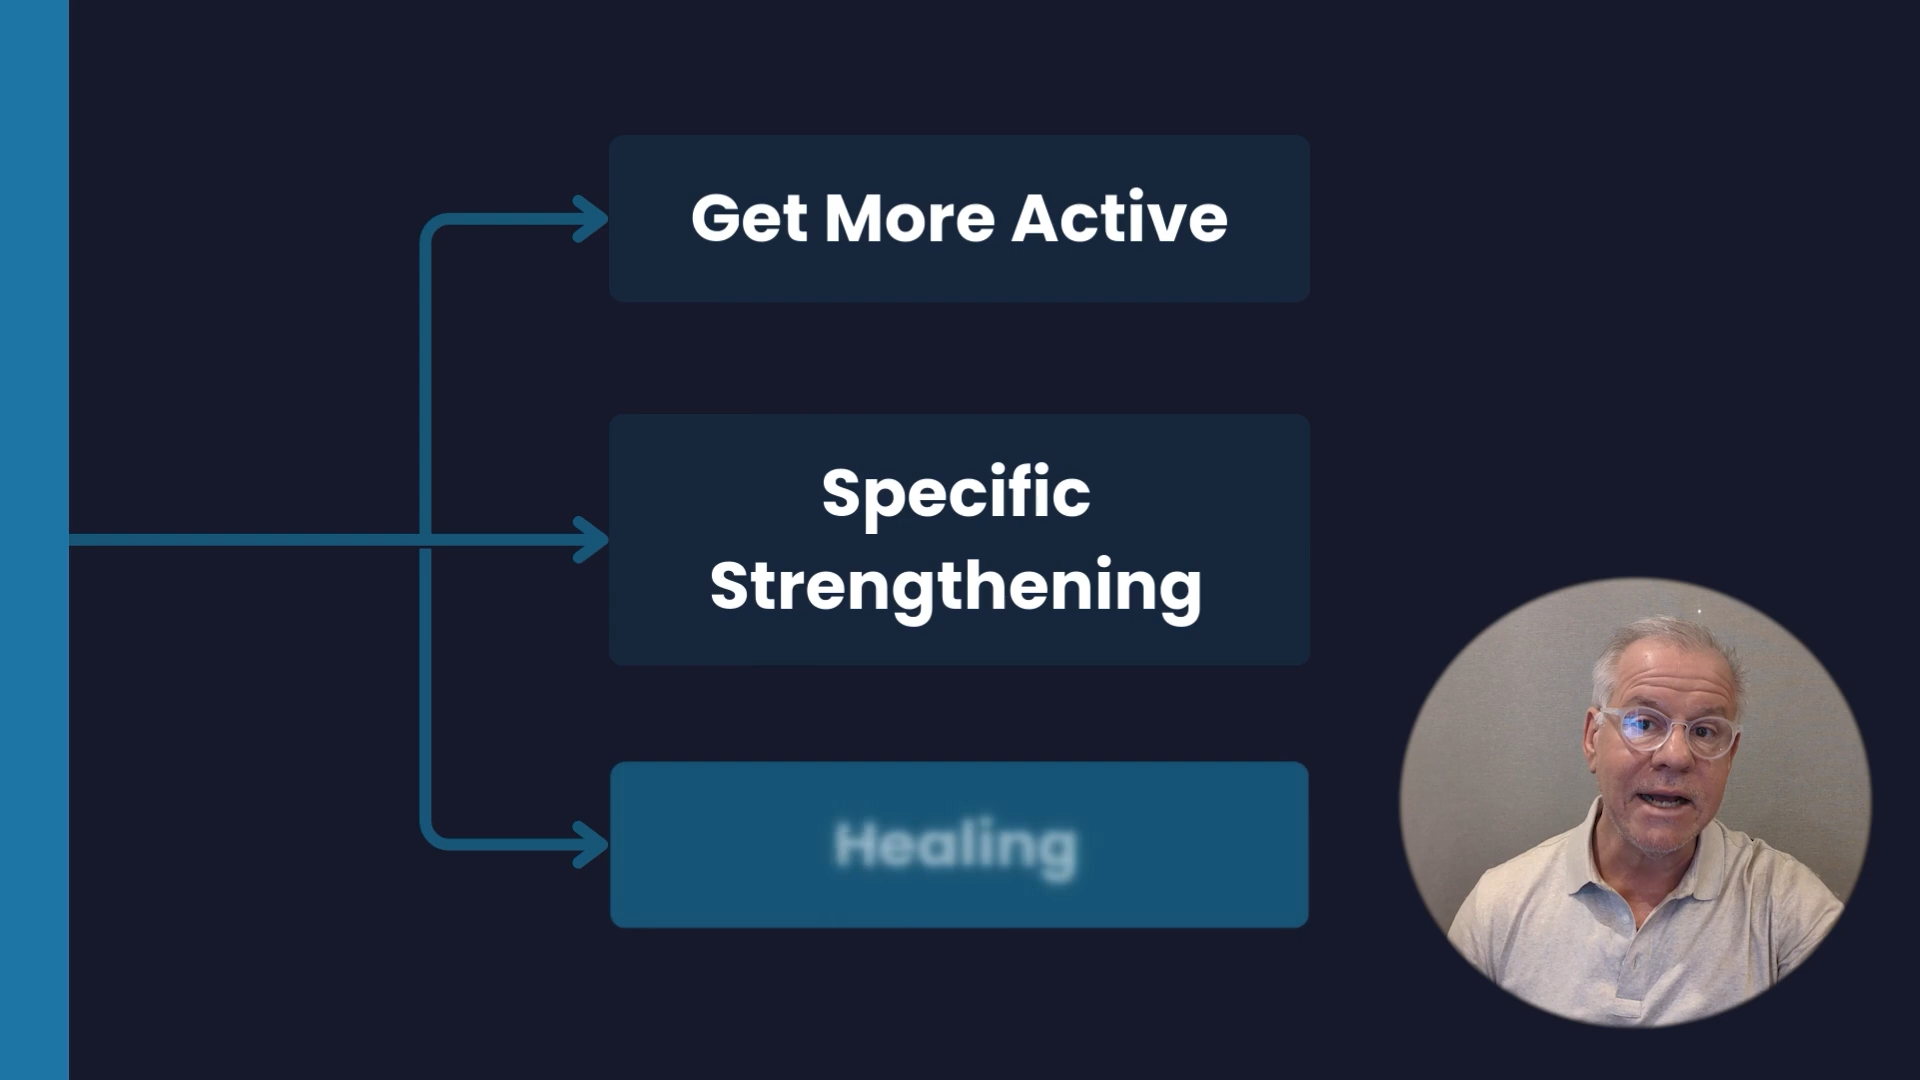 Get More Active
Specific
Strengthening
Healing